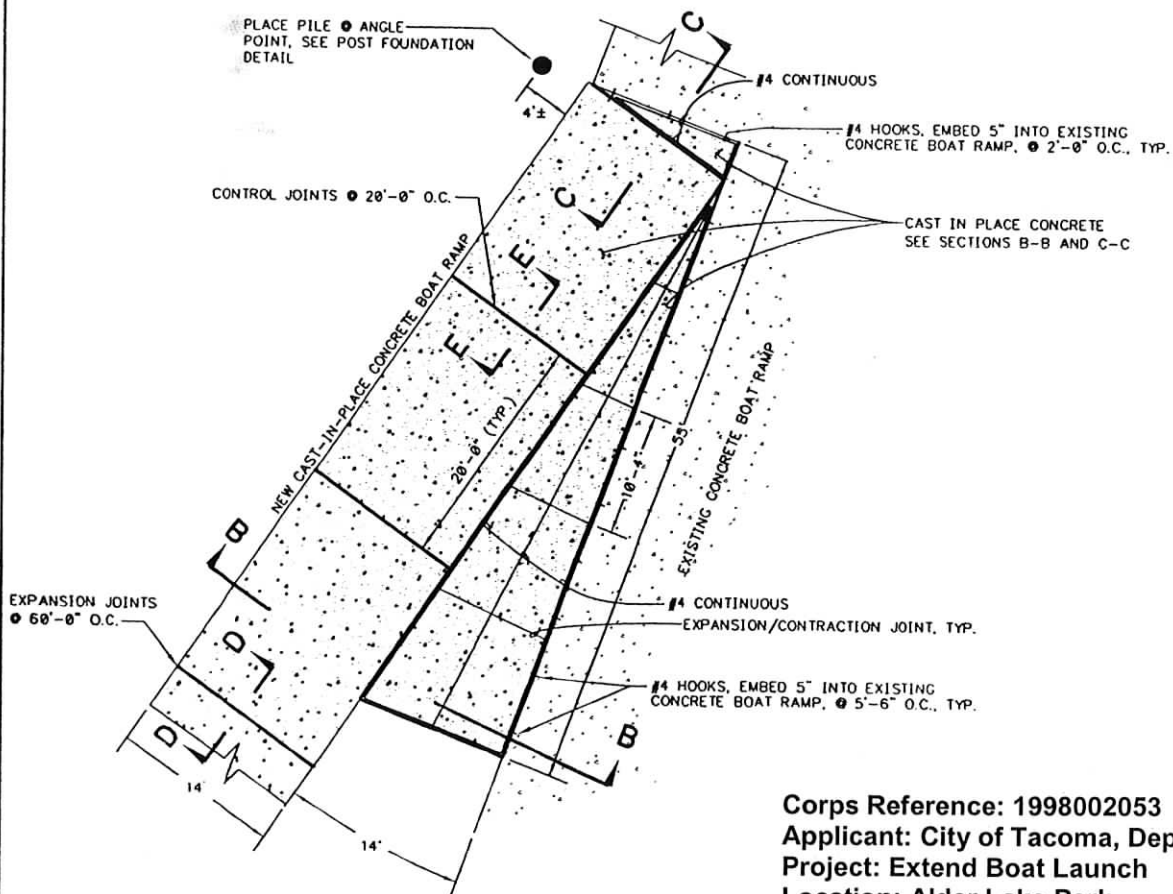 PLACE PILE @ ANGLE
POINT, SEE POST FOUNDATION
DETAIL
C
#4 CONTINUOUS
4'±
#4 HOOKS, EMBED 5" INTO EXISTING
CONCRETE BOAT RAMP, @ 2'-0" O.C., TYP.
CONTROL JOINTS @ 20'-0" O.C.
C
CAST IN PLACE CONCRETE
SEE SECTIONS B-B AND C-C
E
NEW CAST-IN-PLACE CONCRETE BOAT RAMP
E
20'-0" (TYP.)
10'-4"
55'
EXISTING CONCRETE BOAT RAMP
B
#4 CONTINUOUS
EXPANSION/CONTRACTION JOINT, TYP.
EXPANSION JOINTS
@ 60'-0" O.C.
D
#4 HOOKS, EMBED 5" INTO EXISTING
CONCRETE BOAT RAMP, @ 5'-6" O.C., TYP.
B
D
14'
14'
Corps Reference: 1998002053
Applicant: City of Tacoma, Dep
Project: Extend Boat Launch
Location: Alder Lake Park